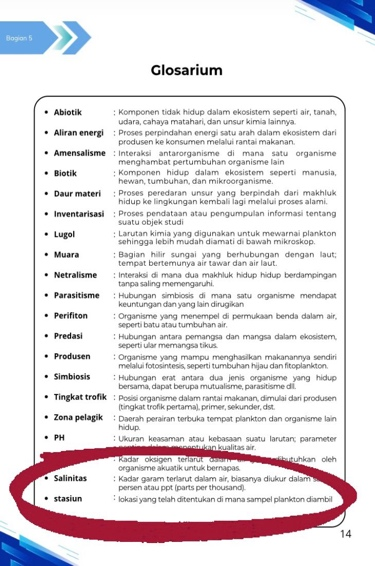 Bagian 5
Glosarium
• Abiotik : Komponen tidak hidup dalam ekosistem seperti air, tanah,
udara, cahaya matahari, dan unsur kimia lainnya.
• Aliran energi : Proses perpindahan energi satu arah dalam ekosistem dari
produsen ke konsumen melalui rantai makanan.
• Amensalisme : Interaksi antarorganisme di mana satu organisme
menghambat pertumbuhan organisme lain
• Biotik : Komponen hidup dalam ekosistem seperti manusia,
hewan, tumbuhan, dan mikroorganisme.
• Daur materi : Proses peredaran unsur yang berpindah dari makhluk
hidup ke lingkungan kembali lagi melalui proses alami.
• Inventarisasi : Proses pendataan atau pengumpulan informasi tentang
suatu objek studi
• Lugol : Larutan kimia yang digunakan untuk mewarnai plankton
sehingga lebih mudah diamati di bawah mikroskop.
• Muara : Bagian hilir sungai yang berhubungan dengan laut;
tempat bertemunya air tawar dan air laut.
• Netralisme : Interaksi di mana dua makhluk hidup hidup berdampingan
tanpa saling memengaruhi.
• Parasitisme : Hubungan simbiosis di mana satu organisme mendapat
keuntungan dan yang lain dirugikan
• Perifiton : Organisme yang menempel di permukaan benda dalam air,
seperti batu atau tumbuhan air.
• Predasi : Hubungan antara pemangsa dan mangsa dalam ekosistem,
seperti ular memangsa tikus.
• Produsen : Organisme yang mampu menghasilkan makanannya sendiri
melalui fotosintesis, seperti tumbuhan hijau dan fitoplankton.
• Simbiosis : Hubungan erat antara dua jenis organisme yang hidup
bersama, dapat berupa mutualisme, parasitisme dll.
• Tingkat trofik : Posisi organisme dalam rantai makanan, dimulai dari produsen
(tingkat trofik pertama), primer, sekunder, dst.
• Zona pelagik : Daerah perairan terbuka tempat plankton dan organisme lain
hidup.
• PH : Ukuran keasaman atau kebasaan suatu larutan; parameter
kualitas air.
: Kadar oksigen terlarut dalam oleh
organisme akuatik untuk bernapas.
• Salinitas : Kadar garam terlarut dalam air, biasanya diukur dalam
persen atau ppt (parts per thousand).
• stasiun : lokasi yang telah ditentukan di mana sampel plankton diambil
14